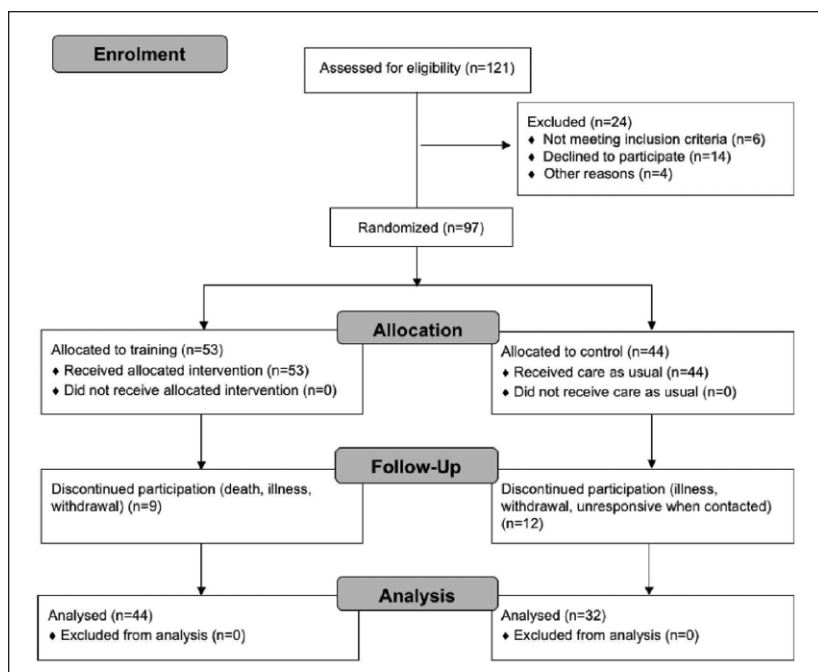 Enrolment
Assessed for eligibility (n=121)
Excluded (n=24)
♦ Not meeting inclusion criteria (n=6)
♦ Declined to participate (n=14)
♦ Other reasons (n=4)
Randomized (n=97)
Allocation
Allocated to training (n=53)
♦ Received allocated intervention (n=53)
♦ Did not receive allocated intervention (n=0)
Allocated to control (n=44)
♦ Received care as usual (n=44)
♦ Did not receive care as usual (n=0)
Follow-Up
Discontinued participation (death, illness,
withdrawal) (n=9)
Discontinued participation (illness,
withdrawal, unresponsive when contacted)
(n=12)
Analysis
Analysed (n=44)
♦ Excluded from analysis (n=0)
Analysed (n=32)
♦ Excluded from analysis (n=0)